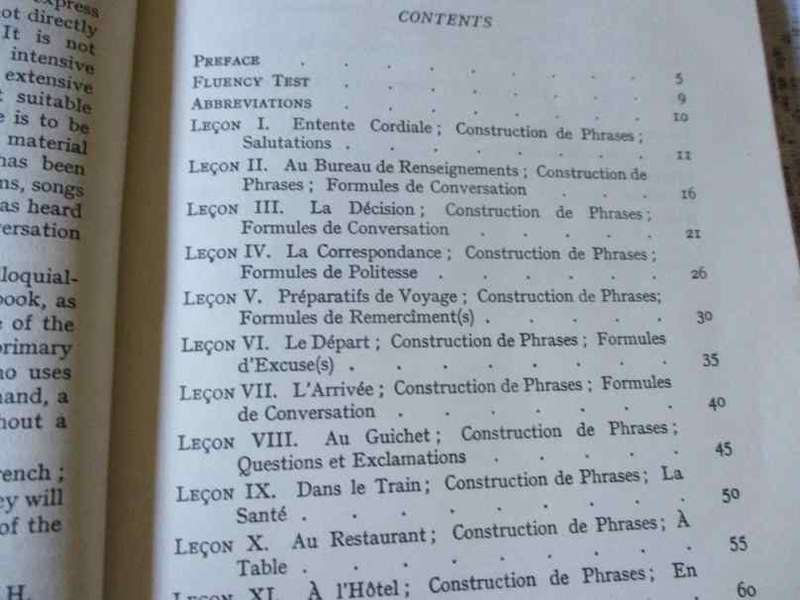 express
ot directly
It is not
intensive
extensive
suitable
e is to be
material
has been
ns, songs
as heard
versation
lloquial-
book, as
e of the
primary
ho uses
hand, a
hout a
rench ;
ey will
of the
H.
CONTENTS
PREFACE . . . . . . . . 5
FLUENCY TEST . . . . . . . 9
ABBREVIATIONS . . . . . . . 10
LEÇON I. Entente Cordiale ; Construction de Phrases ;
Salutations . . . . . . . . 11
LEÇON II. Au Bureau de Renseignements ; Construction de
Phrases ; Formules de Conversation . . . 16
LEÇON III. La Décision ; Construction de Phrases ;
Formules de Conversation . . . . . 21
LEÇON IV. La Correspondance ; Construction de Phrases ;
Formules de Politesse . . . . . . 26
LEÇON V. Préparatifs de Voyage ; Construction de Phrases;
Formules de Remercîment(s) . . . . . 30
LEÇON VI. Le Départ ; Construction de Phrases ; Formules
d'Excuse(s) . . . . . . . . 35
LEÇON VII. L'Arrivée ; Construction de Phrases ; Formules
de Conversation . . . . . . . 40
LEÇON VIII. Au Guichet ; Construction de Phrases ;
Questions et Exclamations . . . . . 45
LEÇON IX. Dans le Train ; Construction de Phrases ; La
Santé . . . . . . . . . 50
LEÇON X. Au Restaurant ; Construction de Phrases ; À
Table . . . . . . . . . 55
LEÇON XI. À l'Hôtel ; Construction de Phrases ; En
60